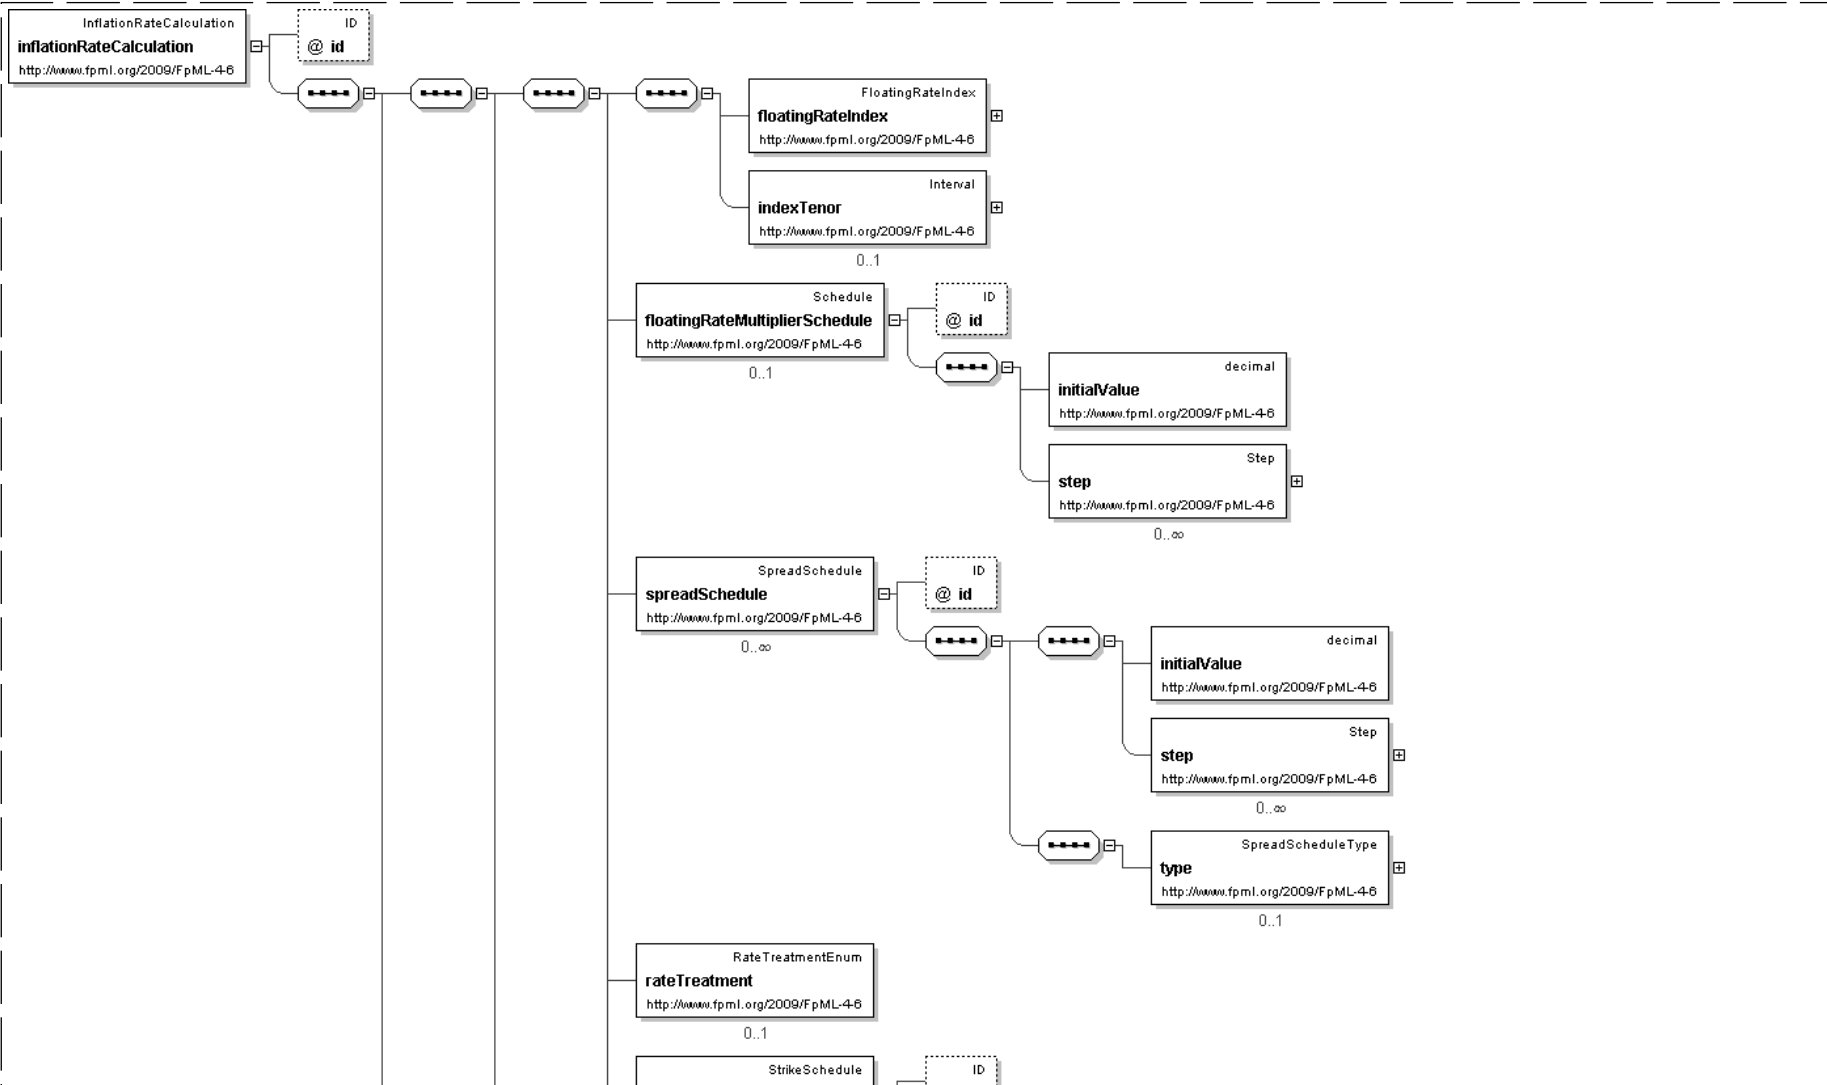 InflationRateCalculation
inflationRateCalculation
http://www.fpml.org/2009/FpML-4-6
ID
@ id
FloatingRateIndex
floatingRateIndex
http://www.fpml.org/2009/FpML-4-6
Interval
indexTenor
http://www.fpml.org/2009/FpML-4-6
0..1
Schedule
floatingRateMultiplierSchedule
http://www.fpml.org/2009/FpML-4-6
0..1
ID
@ id
decimal
initialValue
http://www.fpml.org/2009/FpML-4-6
Step
step
http://www.fpml.org/2009/FpML-4-6
0..∞
SpreadSchedule
spreadSchedule
http://www.fpml.org/2009/FpML-4-6
0..∞
ID
@ id
decimal
initialValue
http://www.fpml.org/2009/FpML-4-6
Step
step
http://www.fpml.org/2009/FpML-4-6
0..∞
SpreadScheduleType
type
http://www.fpml.org/2009/FpML-4-6
0..1
RateTreatmentEnum
rateTreatment
http://www.fpml.org/2009/FpML-4-6
0..1
StrikeSchedule
ID